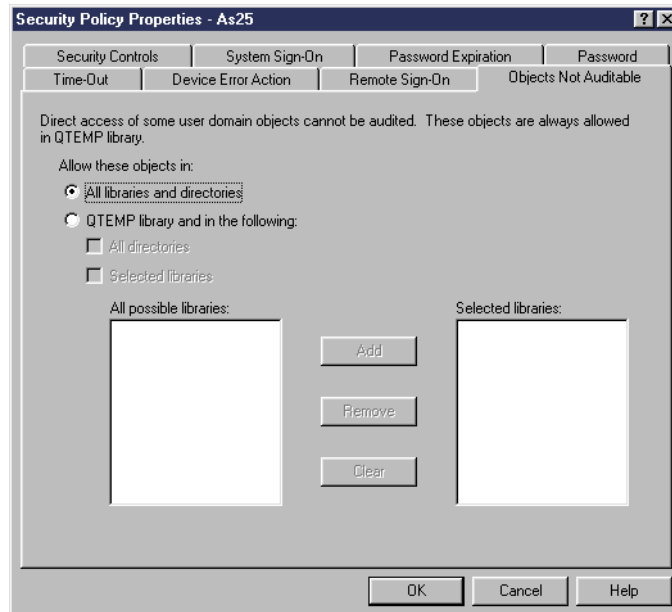 Security Policy Properties - As25
Security Controls System Sign-On Password Expiration Password
Time-Out Device Error Action Remote Sign-On Objects Not Auditable
Direct access of some user domain objects cannot be audited. These objects are always allowed
in QTEMP library.
Allow these objects in:
All libraries and directories
QTEMP library and in the following:
All directories
Selected libraries
All possible libraries: Selected libraries:
Add
Remove
Clear
OK Cancel Help